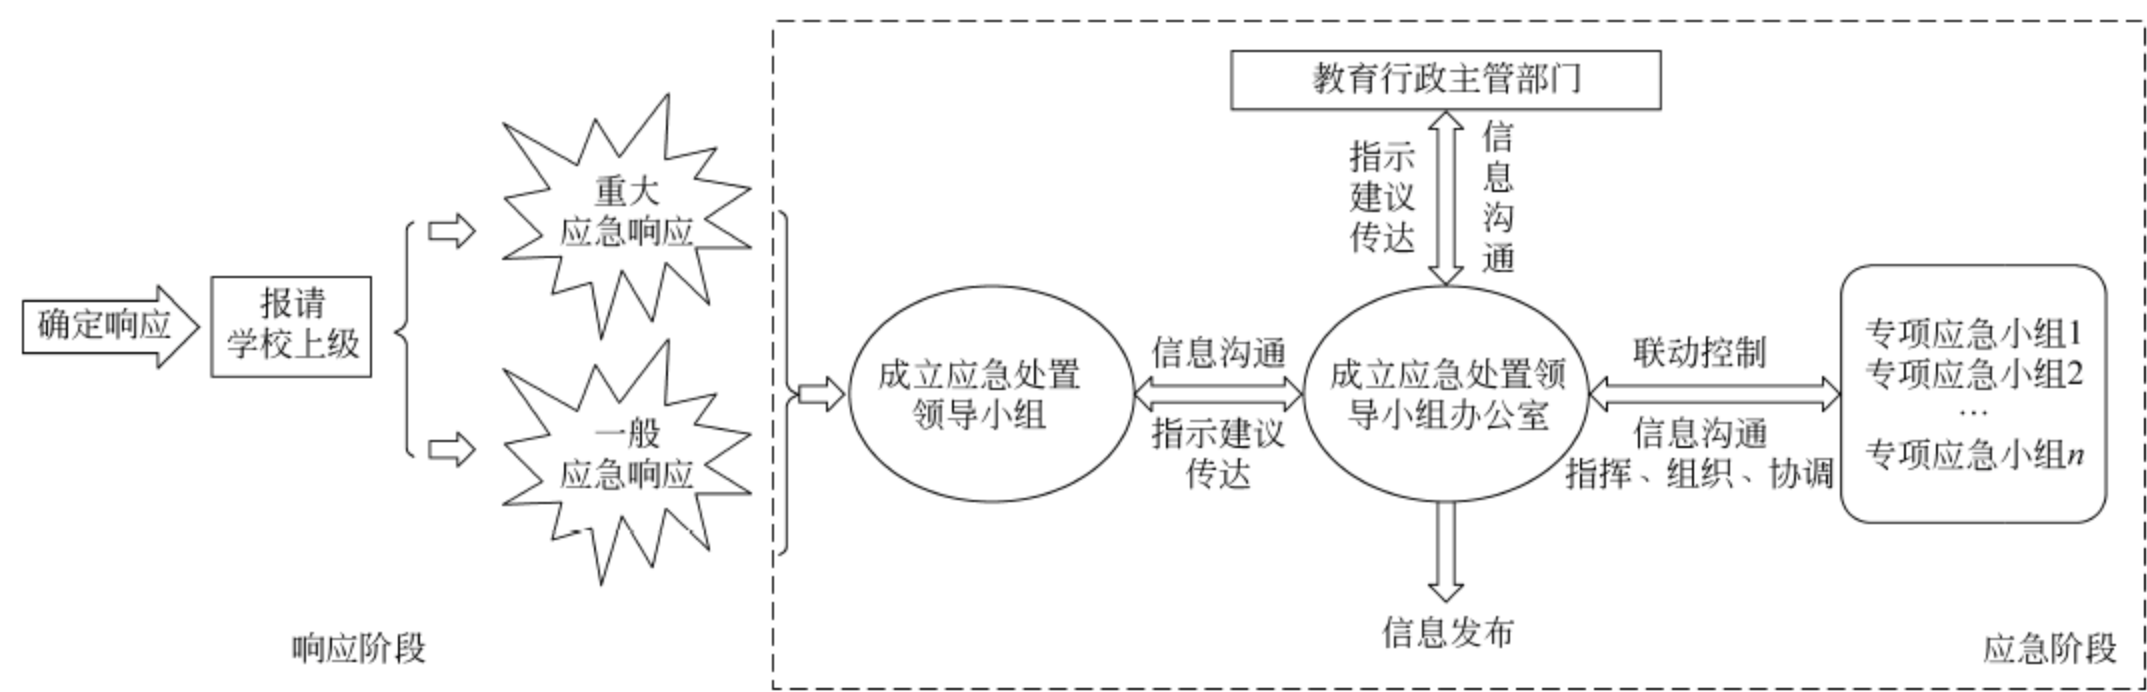 确定响应
报请
学校上级
重大
应急响应
一般
应急响应
响应阶段
教育行政主管部门
指示
建议
传达
信
息
沟
通
成立应急处置
领导小组
信息沟通
指示建议
传达
成立应急处置领
导小组办公室
联动控制
信息沟通
指挥、组织、协调
专项应急小组1
专项应急小组2
…
专项应急小组n
信息发布
应急阶段